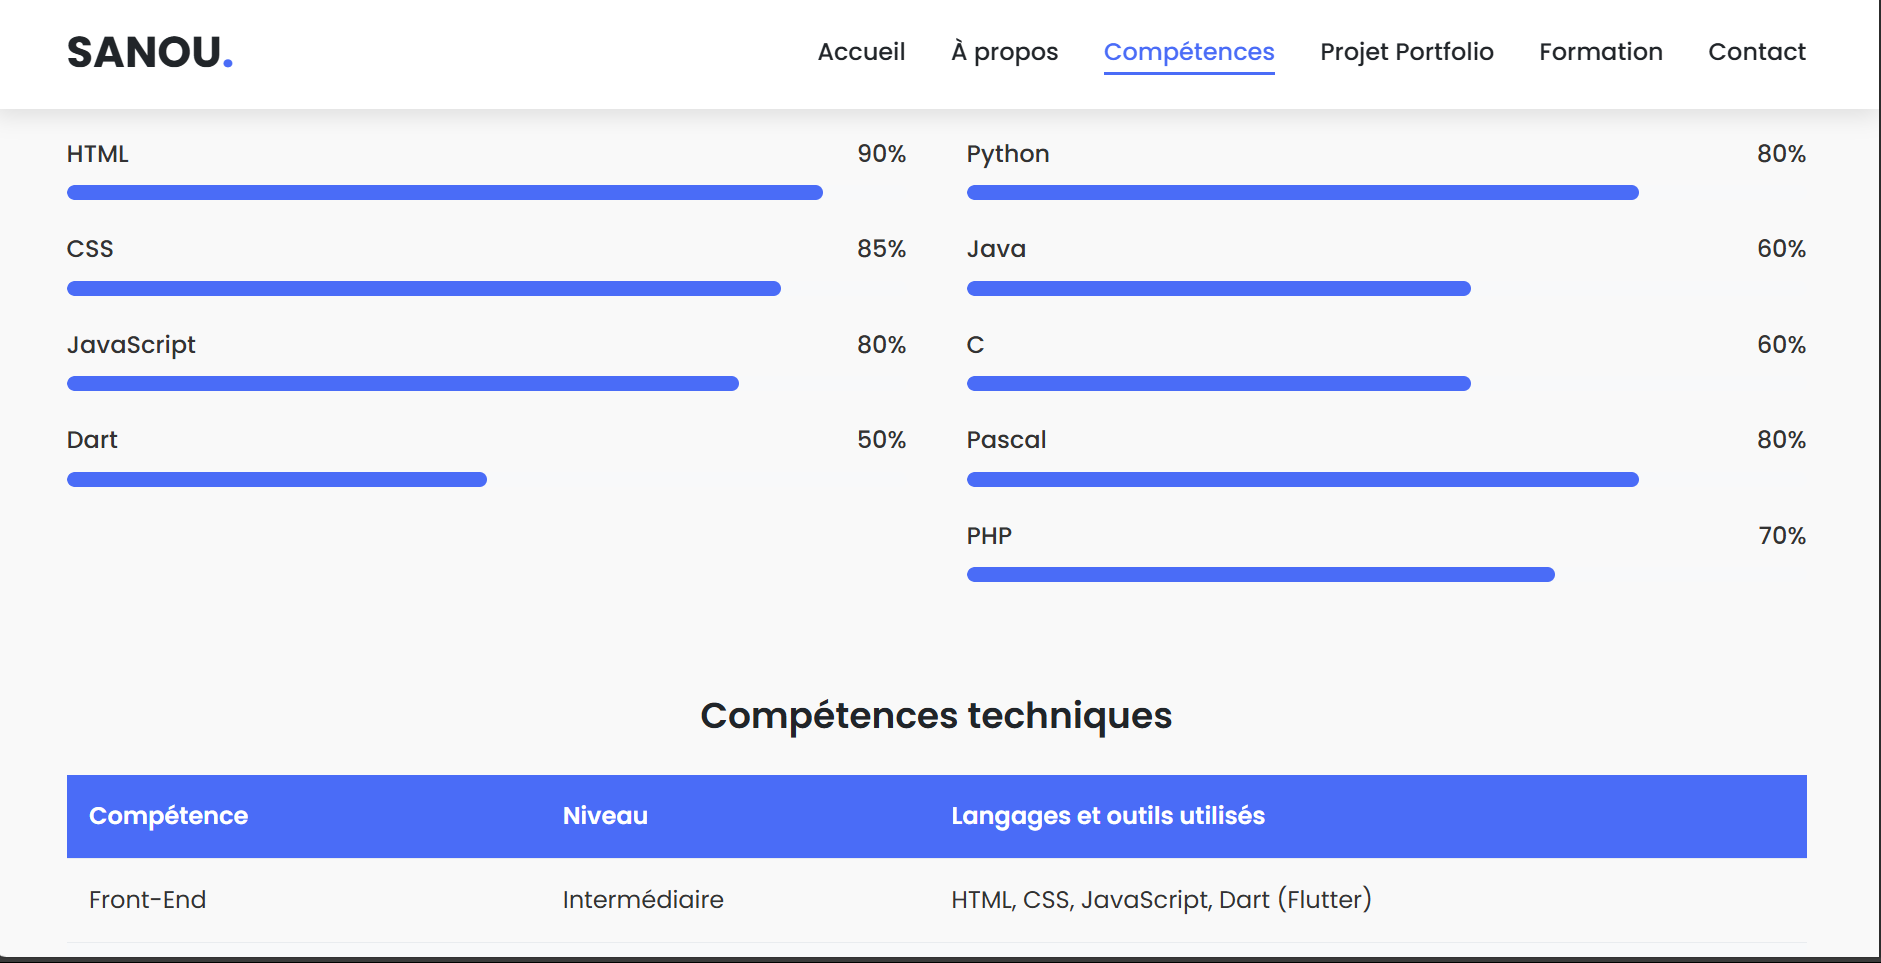 SANOU.
Accueil À propos Compétences Projet Portfolio Formation Contact
HTML 90%
CSS 85%
JavaScript 80%
Dart 50%
Python 80%
Java 60%
C 60%
Pascal 80%
PHP 70%
Compétences techniques
Compétence Niveau Langages et outils utilisés
Front-End Intermédiaire HTML, CSS, JavaScript, Dart (Flutter)